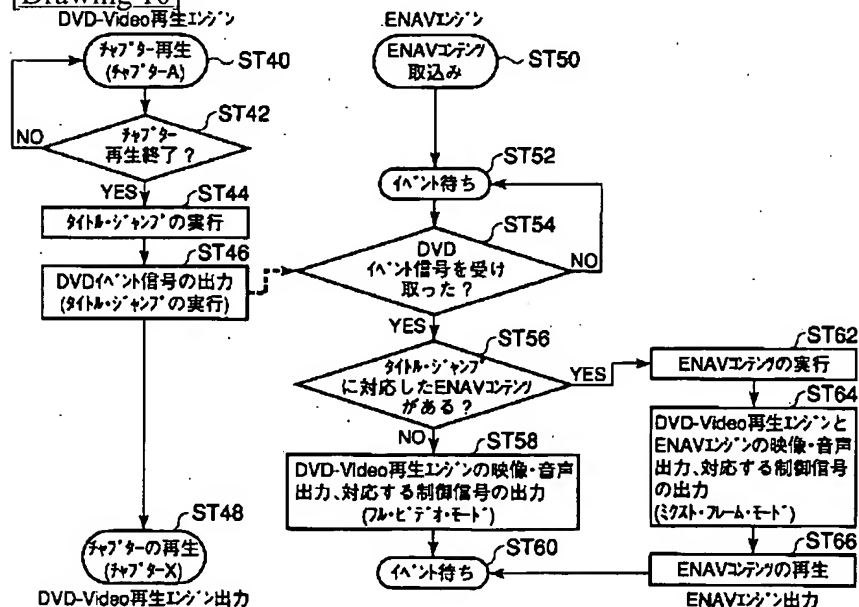 [Drawing 10]
DVD-Video再生エンジン
チャプター再生
(チャプターA)
ST40
ST42
チャプター
再生終了?
NO
YES
ST44
タイトル・ジャンプの実行
ST46
DVDイベント信号の出力
(タイトル・ジャンプの実行)
ST48
チャプターの再生
(チャプターX)
DVD-Video再生エンジン出力
ENAVエンジン
ENAVコンテンツ
取込み
ST50
ST52
イベント待ち
ST54
DVD
イベント信号を受け
取った?
NO
YES
ST56
タイトル・ジャンプ
に対応したENAVコンテンツ
がある?
YES
NO
ST58
DVD-Video再生エンジンの映像・音声
出力、対応する制御信号の出力
(フル・ビデオ・モード)
ST60
イベント待ち
ST62
ENAVコンテンツの実行
ST64
DVD-Video再生エンジンと
ENAVエンジンの映像・音声
出力、対応する制御信号
の出力
(ミクスト・フレーム・モード)
ST66
ENAVコンテンツの再生
ENAVエンジン出力